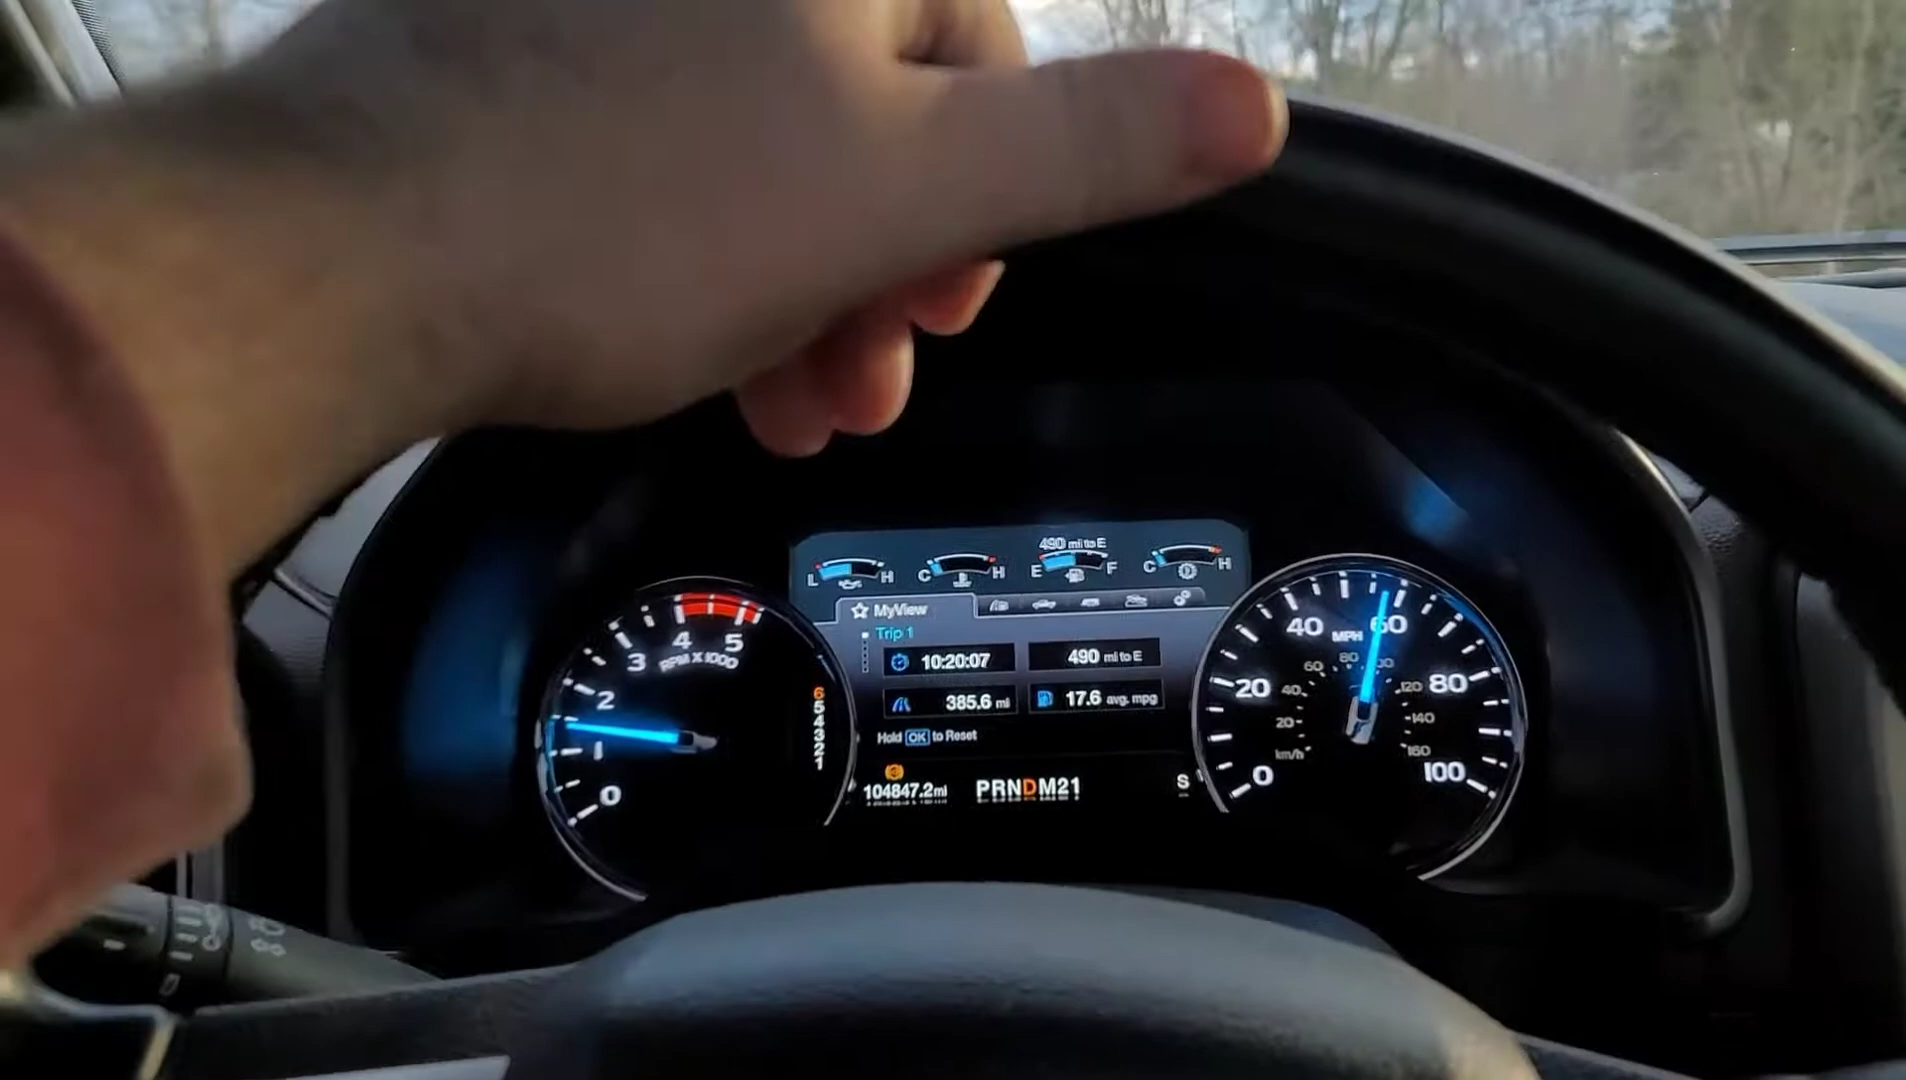 490 mi to E
L H
C H
E F
C H
MyView
Trip 1
10:20:07
490 mi to E
385.6 mi
17.6 avg. mpg
Hold OK to Reset
104847.2mi
PRNDM21
S
0
1
2
3
4
5
RPM X 1000
6
5
4
3
2
1
0
20
40
60
80
100
MPH
km/h
20
40
60
80
120
140
160